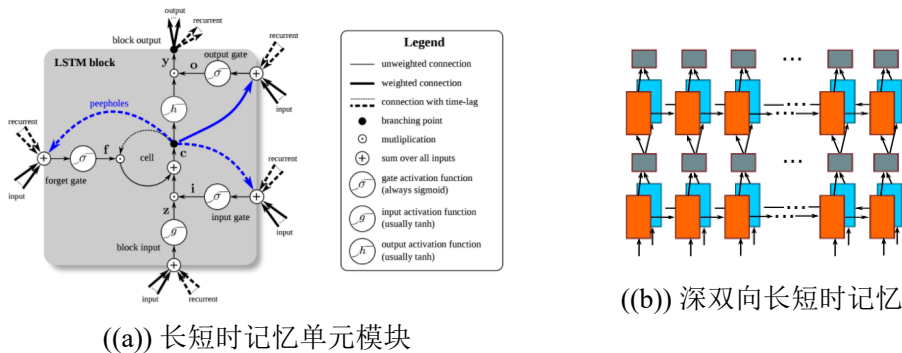 output
recurrent
block output
LSTM block
y
o
output gate
σ
recurrent
input
h
peepholes
recurrent
input
forget gate
σ
f
cell
c
recurrent
i
σ
input gate
input
z
g
block input
input
recurrent
Legend
unweighted connection
weighted connection
connection with time-lag
branching point
mutliplication
sum over all inputs
σ
gate activation function
(always sigmoid)
g
input activation function
(usually tanh)
h
output activation function
(usually tanh)
((a)) 长短时记忆单元模块
((b)) 深双向长短时记忆